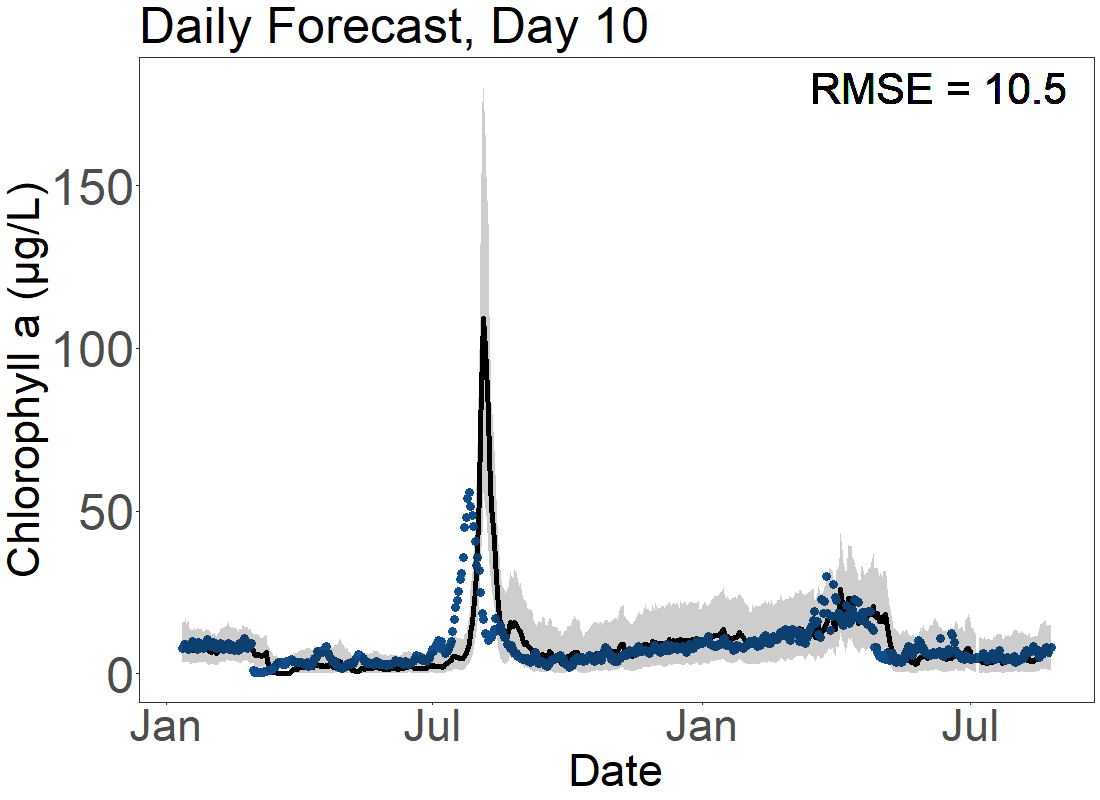 Daily Forecast, Day 10
RMSE = 10.5
Chlorophyll a (µg/L)
150
100
50
0
Jan
Jul
Jan
Jul
Date